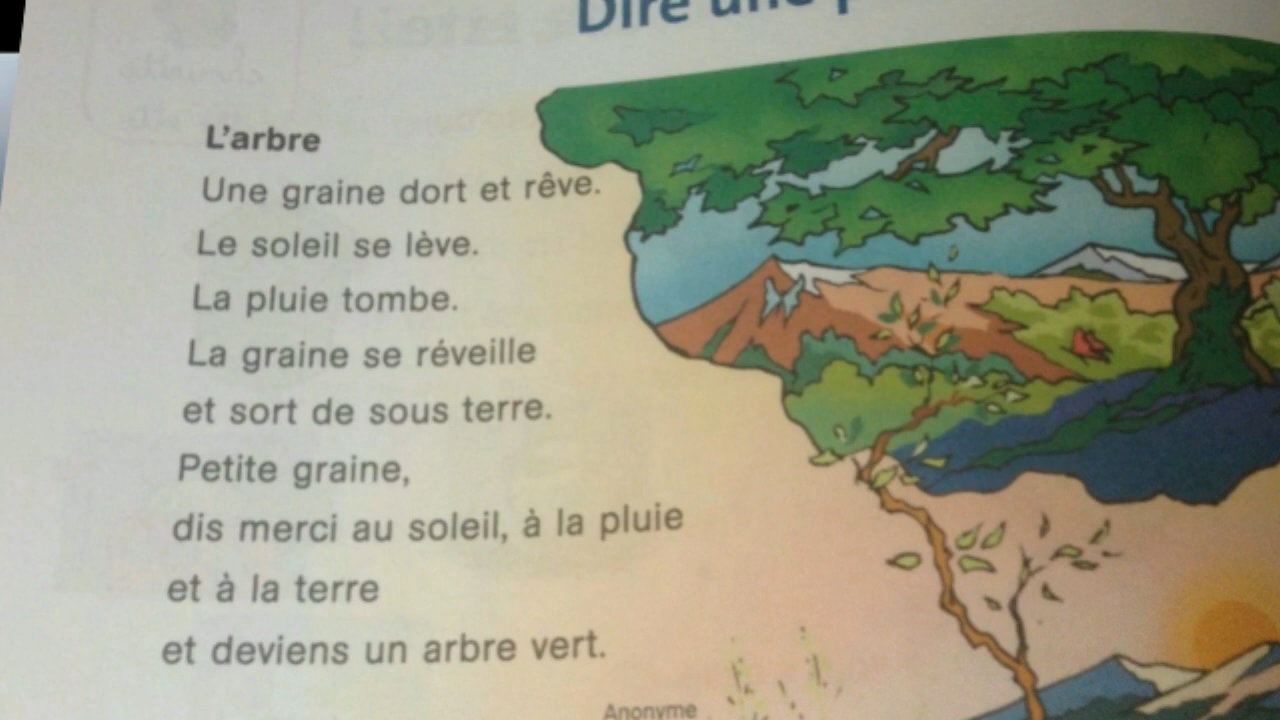 Dire une
L'arbre
Une graine dort et rêve.
Le soleil se lève.
La pluie tombe.
La graine se réveille
et sort de sous terre.
Petite graine,
dis merci au soleil, à la pluie
et à la terre
et deviens un arbre vert.
Anonyme